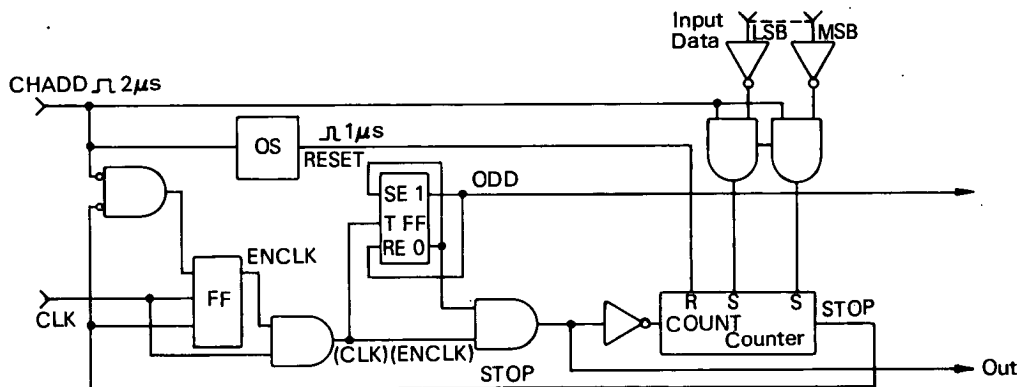 Input
Data
LSB
MSB
CHADD ⎍ 2µs
OS
⎍ 1µs
RESET
SE 1
ODD
T FF
RE 0
ENCLK
FF
CLK
(CLK)(ENCLK)
R
S
S
COUNT
Counter
STOP
STOP
Out